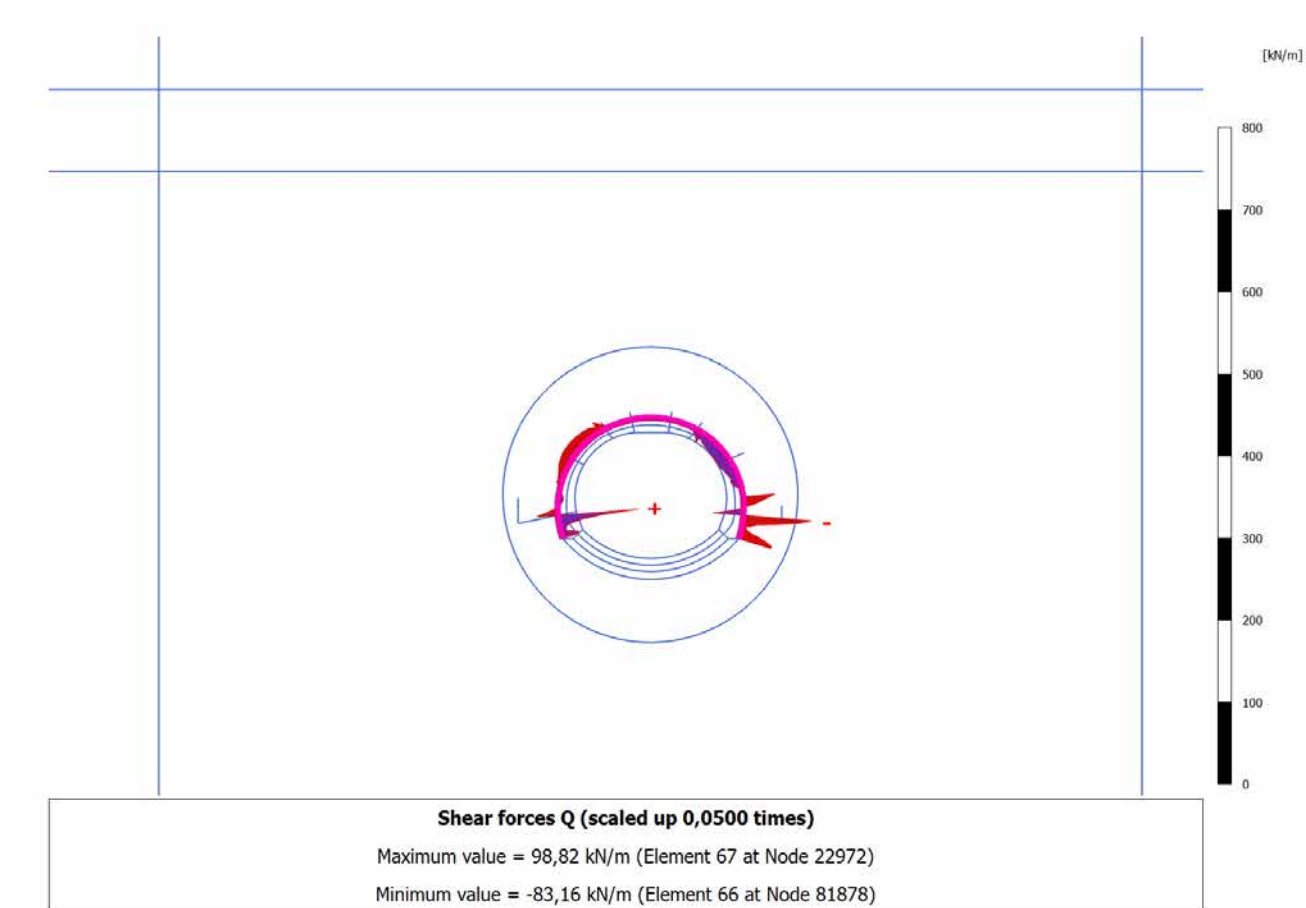 [kN/m]
800
700
600
500
400
300
200
100
0
+
-
Shear forces Q (scaled up 0,0500 times)
Maximum value = 98,82 kN/m (Element 67 at Node 22972)
Minimum value = -83,16 kN/m (Element 66 at Node 81878)